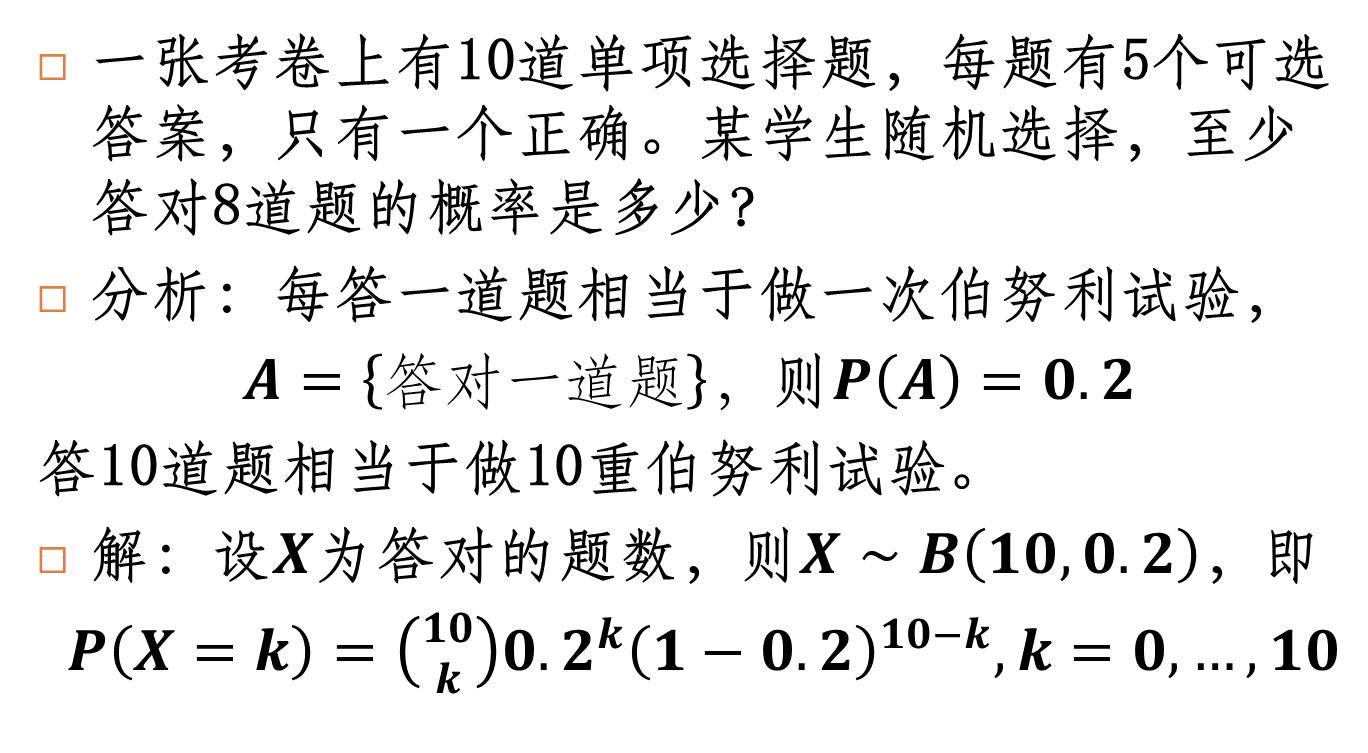 □ 一张考卷上有10道单项选择题，每题有5个可选
答案，只有一个正确。某学生随机选择，至少
答对8道题的概率是多少？
□ 分析：每答一道题相当于做一次伯努利试验，
A = {答对一道题}，则P(A) = 0.2
答10道题相当于做10重伯努利试验。
□ 解：设X为答对的题数，则X ~ B(10,0.2)，即
P(X = k) = \binom{10}{k}0.2^k(1 − 0.2)^{10−k}, k = 0, … , 10